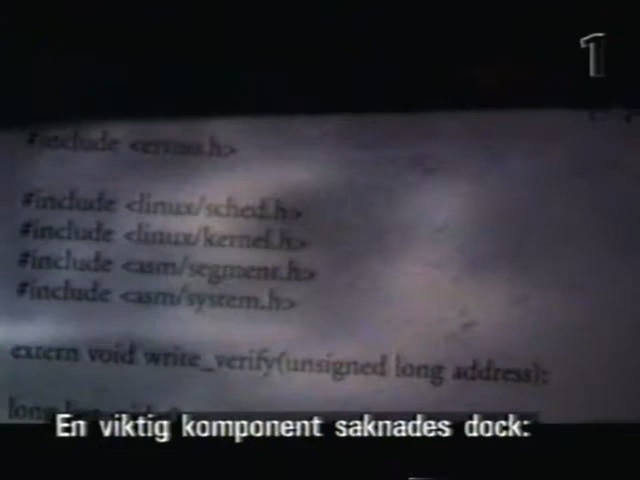 1
#include <errno.h>
#include <linux/sched.h>
#include <linux/kernel.h>
#include <asm/segment.h>
#include <asm/system.h>
extern void write_verify(unsigned long address);
long
En viktig komponent saknades dock: